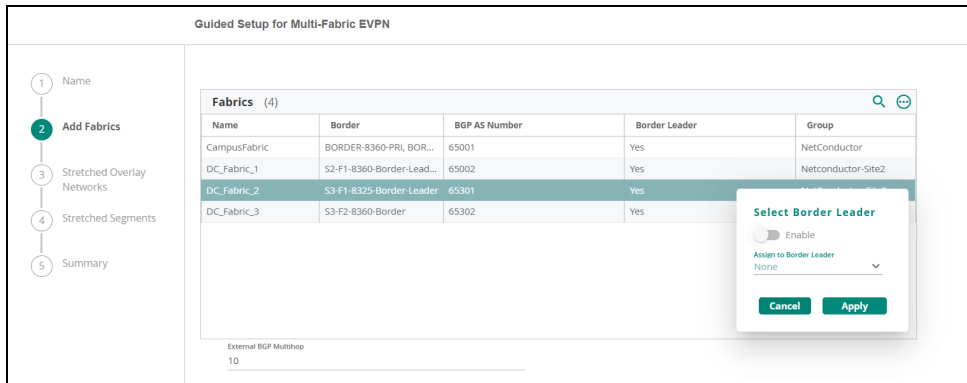 Guided Setup for Multi-Fabric EVPN
1 Name
2 Add Fabrics
3 Stretched Overlay
Networks
4 Stretched Segments
5 Summary
Fabrics (4)
Name Border BGP AS Number Border Leader Group
CampusFabric BORDER-8360-PRI, BOR... 65001 Yes NetConductor
DC_Fabric_1 S2-F1-8360-Border-Lead... 65002 Yes Netconductor-Site2
DC_Fabric_2 S3-F1-8325-Border-Leader 65301 Yes
DC_Fabric_3 S3-F2-8360-Border 65302 Yes
Select Border Leader
Enable
Assign to Border Leader
None
Cancel Apply
External BGP Multihop
10